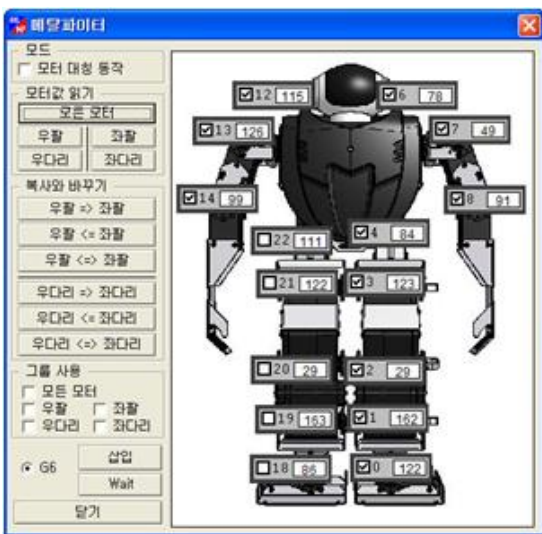 메탈파이터
모드
모터 대칭 동작
모터값 읽기
모든 모터
우팔 좌팔
우다리 좌다리
복사와 바꾸기
우팔 => 좌팔
우팔 <= 좌팔
우팔 <=> 좌팔
우다리 => 좌다리
우다리 <= 좌다리
우다리 <=> 좌다리
그룹 사용
모든 모터
우팔 좌팔
우다리 좌다리
G6
삽입
Wait
닫기
12 115 6 78
13 126 7 49
14 99 8 91
22 111 4 84
21 122 3 123
20 29 2 29
19 163 1 162
18 86 0 122